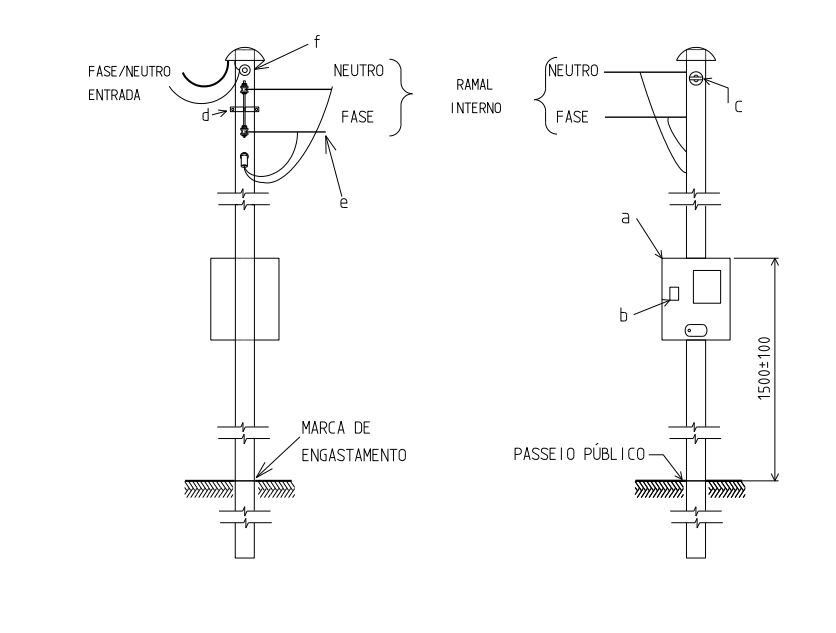 f
FASE/NEUTRO
ENTRADA
NEUTRO
FASE
d
e
RAMAL
INTERNO
NEUTRO
FASE
c
a
b
1500±100
MARCA DE
ENGASTAMENTO
PASSEIO PÚBLICO